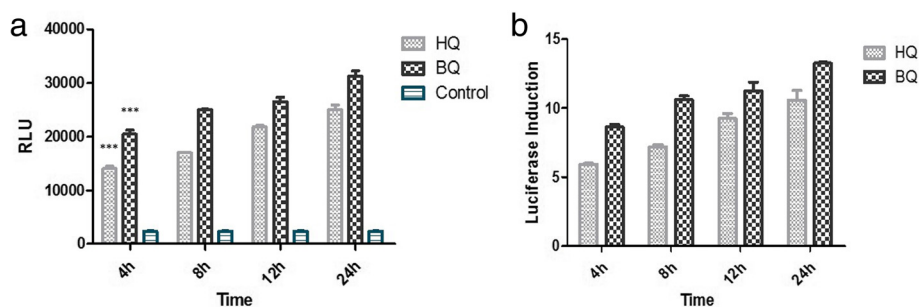 a
40000
30000
20000
10000
0
RLU
***
***
4h
8h
12h
24h
Time
HQ
BQ
Control
b
15
10
5
0
Luciferase Induction
4h
8h
12h
24h
Time
HQ
BQ